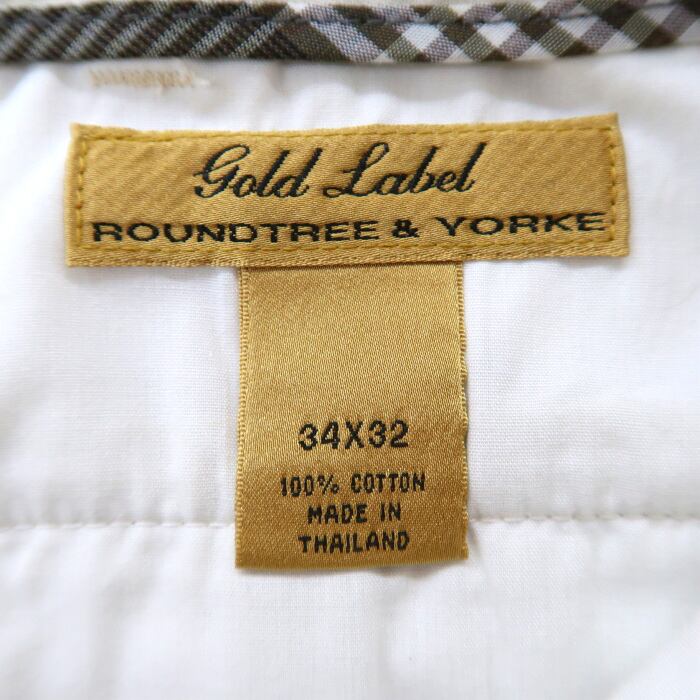 Gold Label
ROUNDTREE & YORKE
34X32
100% COTTON
MADE IN
THAILAND